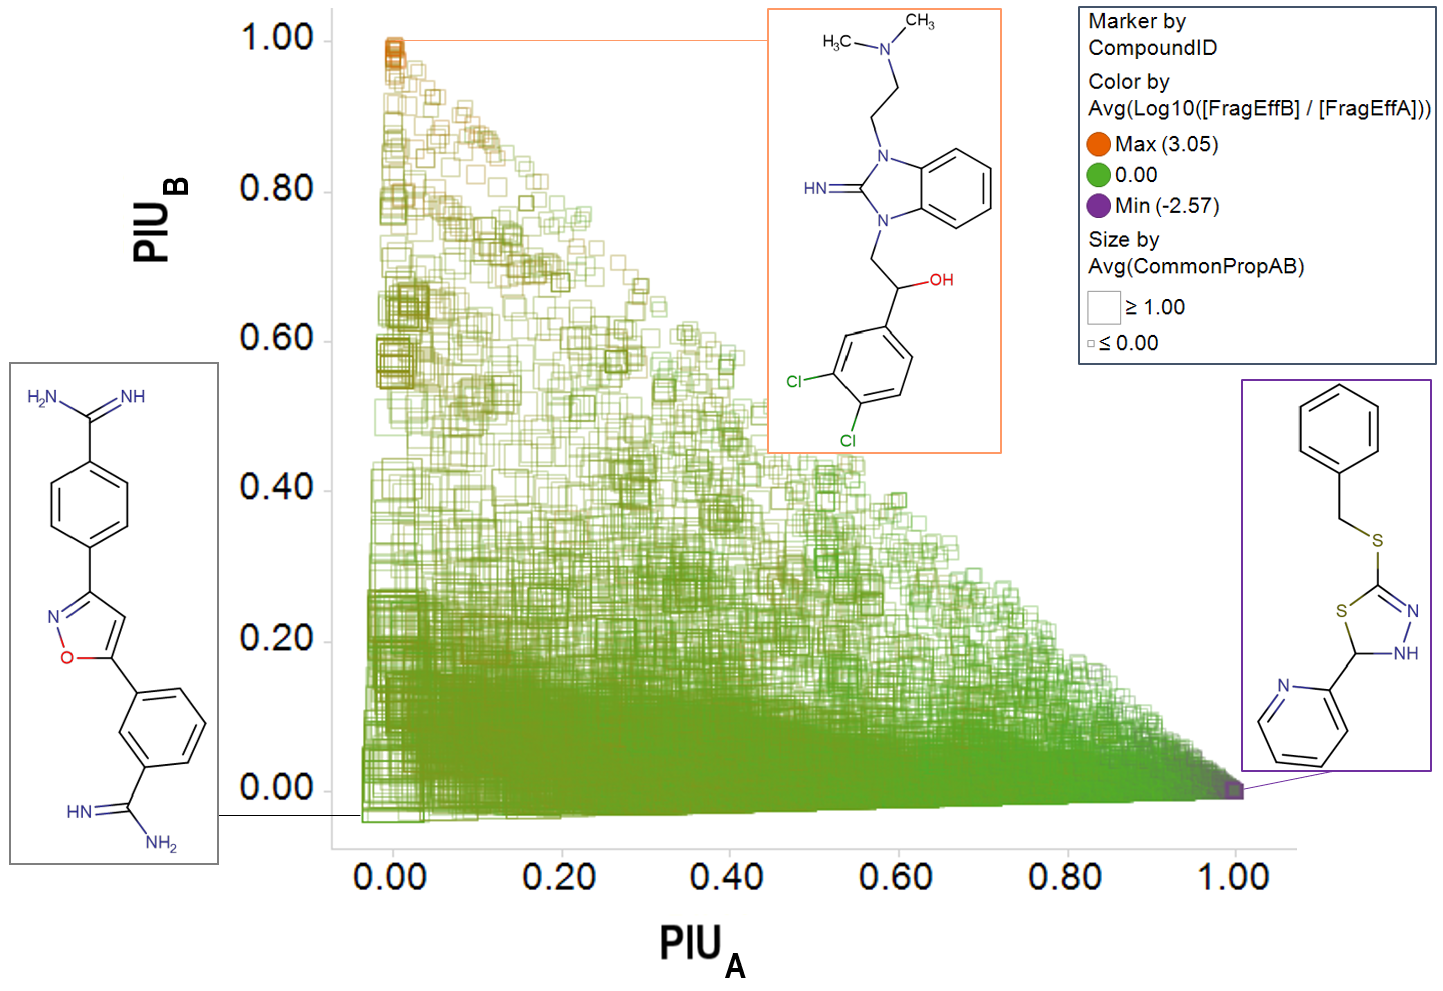 1.00
0.80
0.60
0.40
0.20
0.00
PIU B
0.00 0.20 0.40 0.60 0.80 1.00
PIU A
CH₃
H₃C N
N
HN
N
OH
Cl
Cl
Marker by
CompoundID
Color by
Avg(Log10([FragEffB] / [FragEffA]))
Max (3.05)
0.00
Min (-2.57)
Size by
Avg(CommonPropAB)
≥ 1.00
≤ 0.00
H₂N NH
N
O
HN
NH₂
S
S N
NH
N